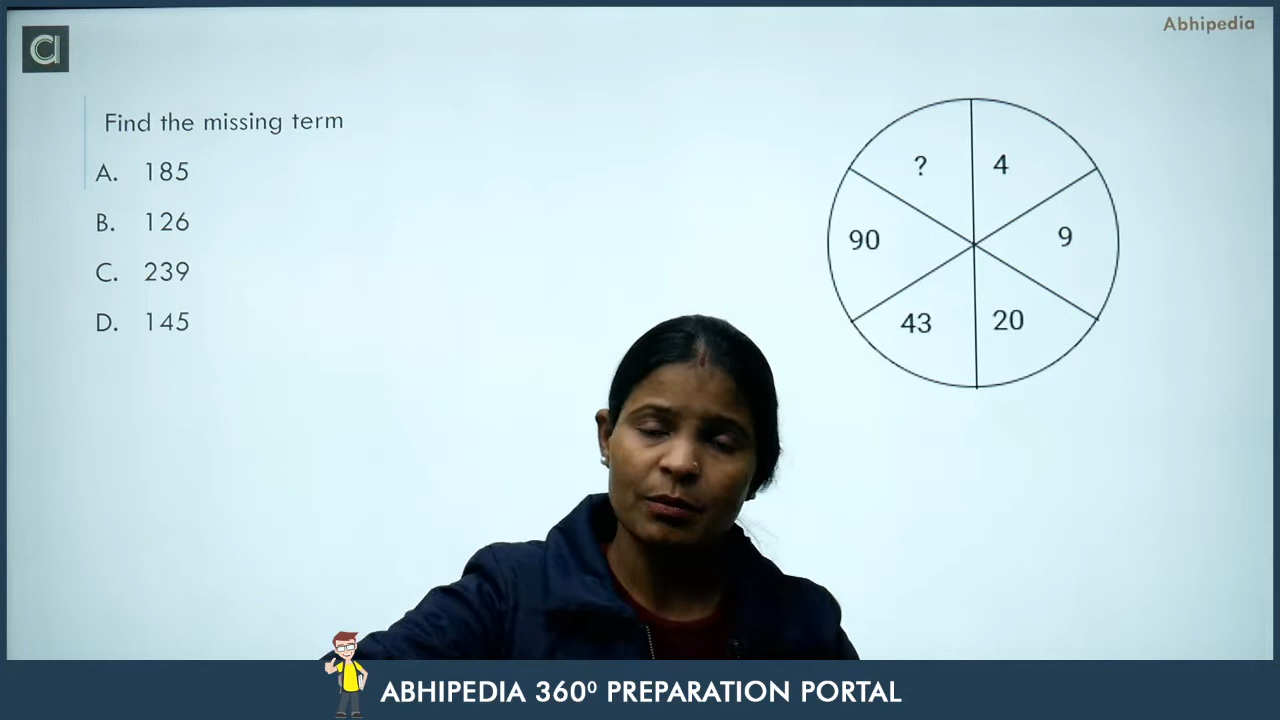 Abhipedia
Find the missing term
A. 185
B. 126
C. 239
D. 145
? 4
90 9
43 20
ABHIPEDIA 360⁰ PREPARATION PORTAL